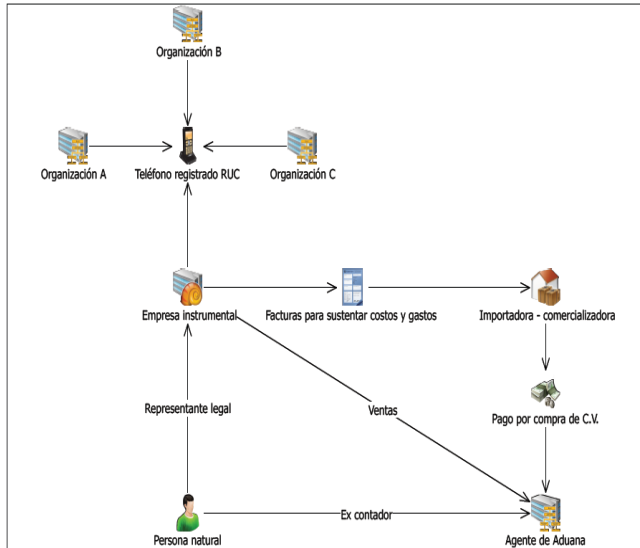 Organización B
Organización A
Teléfono registrado RUC
Organización C
Empresa instrumental
Facturas para sustentar costos y gastos
Importadora - comercializadora
Representante legal
Ventas
Pago por compra de C.V.
Ex contador
Persona natural
Agente de Aduana